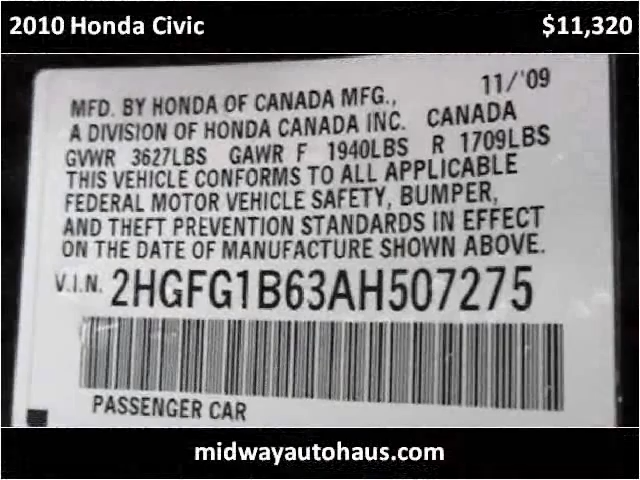 2010 Honda Civic $11,320
11/'09
MFD. BY HONDA OF CANADA MFG.,
A DIVISION OF HONDA CANADA INC. CANADA
GVWR 3627LBS GAWR F 1940LBS R 1709LBS
THIS VEHICLE CONFORMS TO ALL APPLICABLE
FEDERAL MOTOR VEHICLE SAFETY, BUMPER,
AND THEFT PREVENTION STANDARDS IN EFFECT
ON THE DATE OF MANUFACTURE SHOWN ABOVE.
V.I.N. 2HGFG1B63AH507275
PASSENGER CAR
midwayautohaus.com